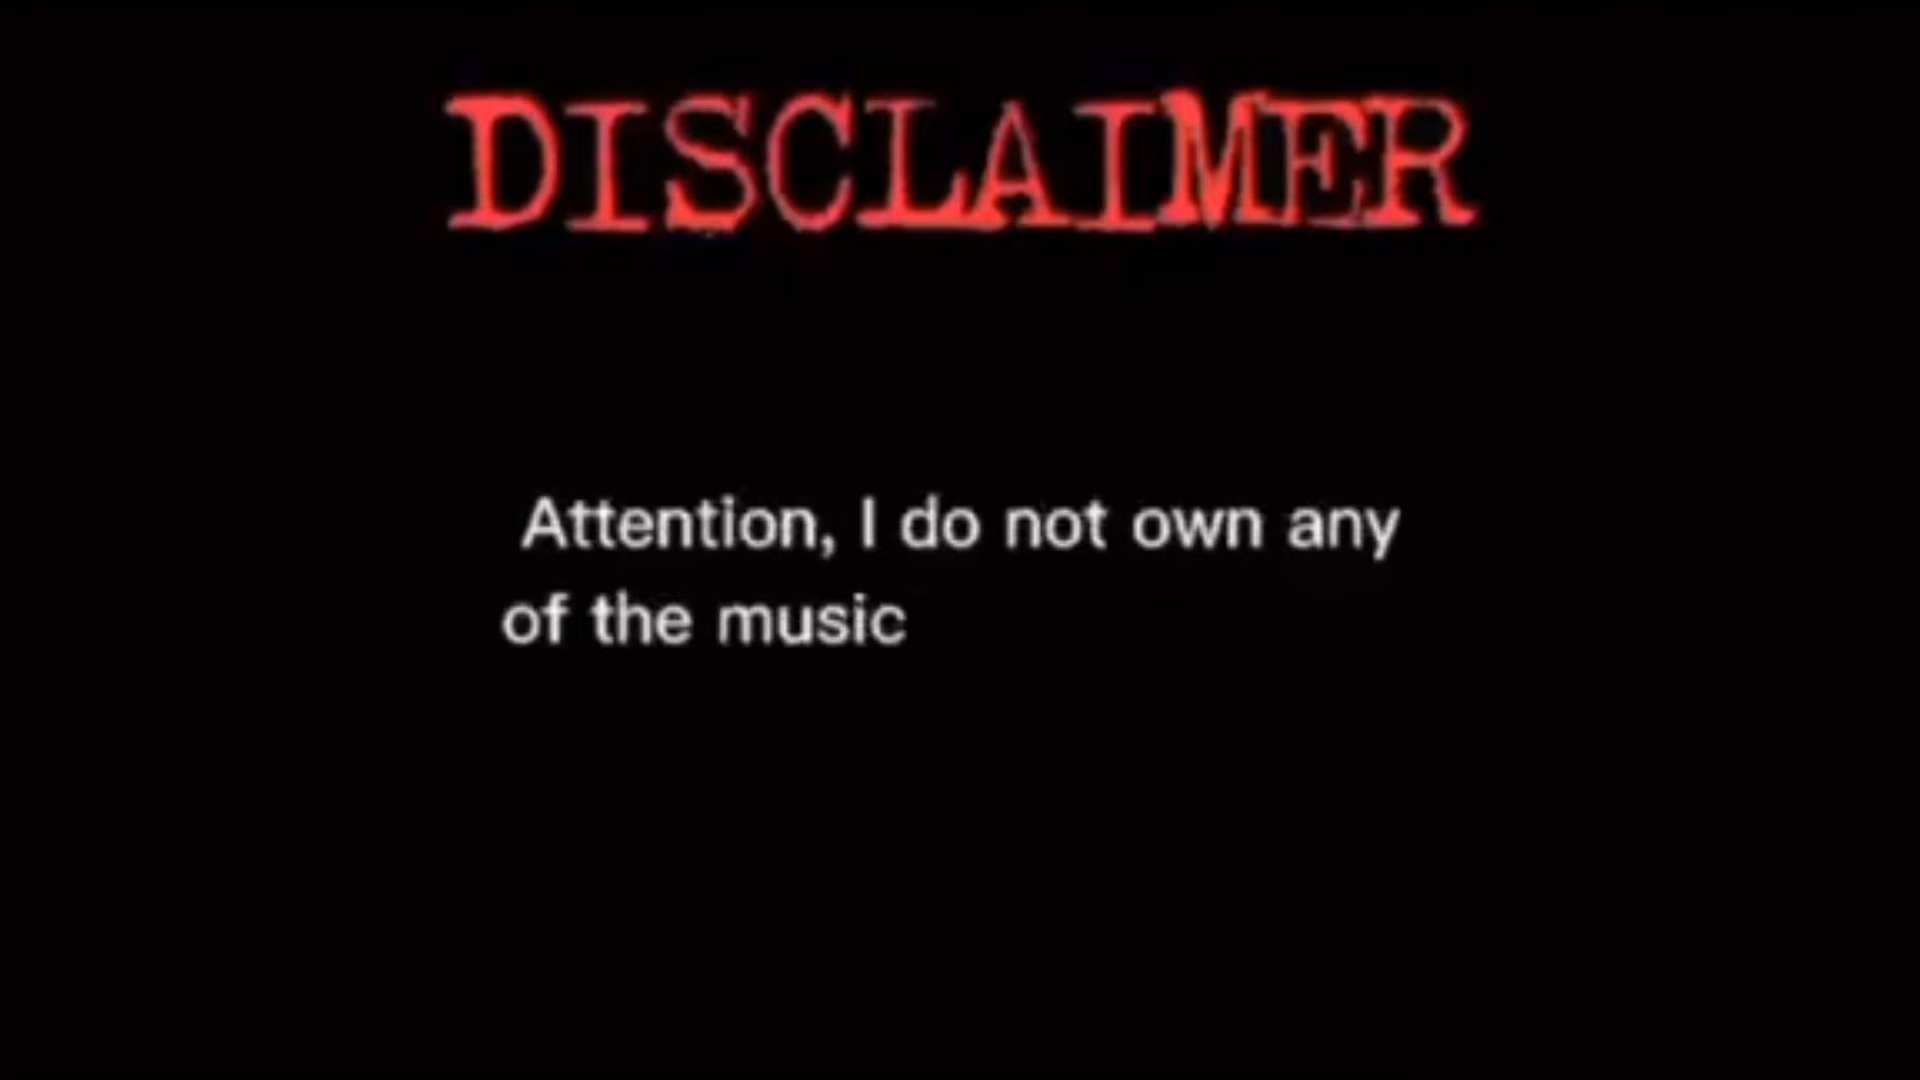 DISCLAIMER
Attention, I do not own any
of the music